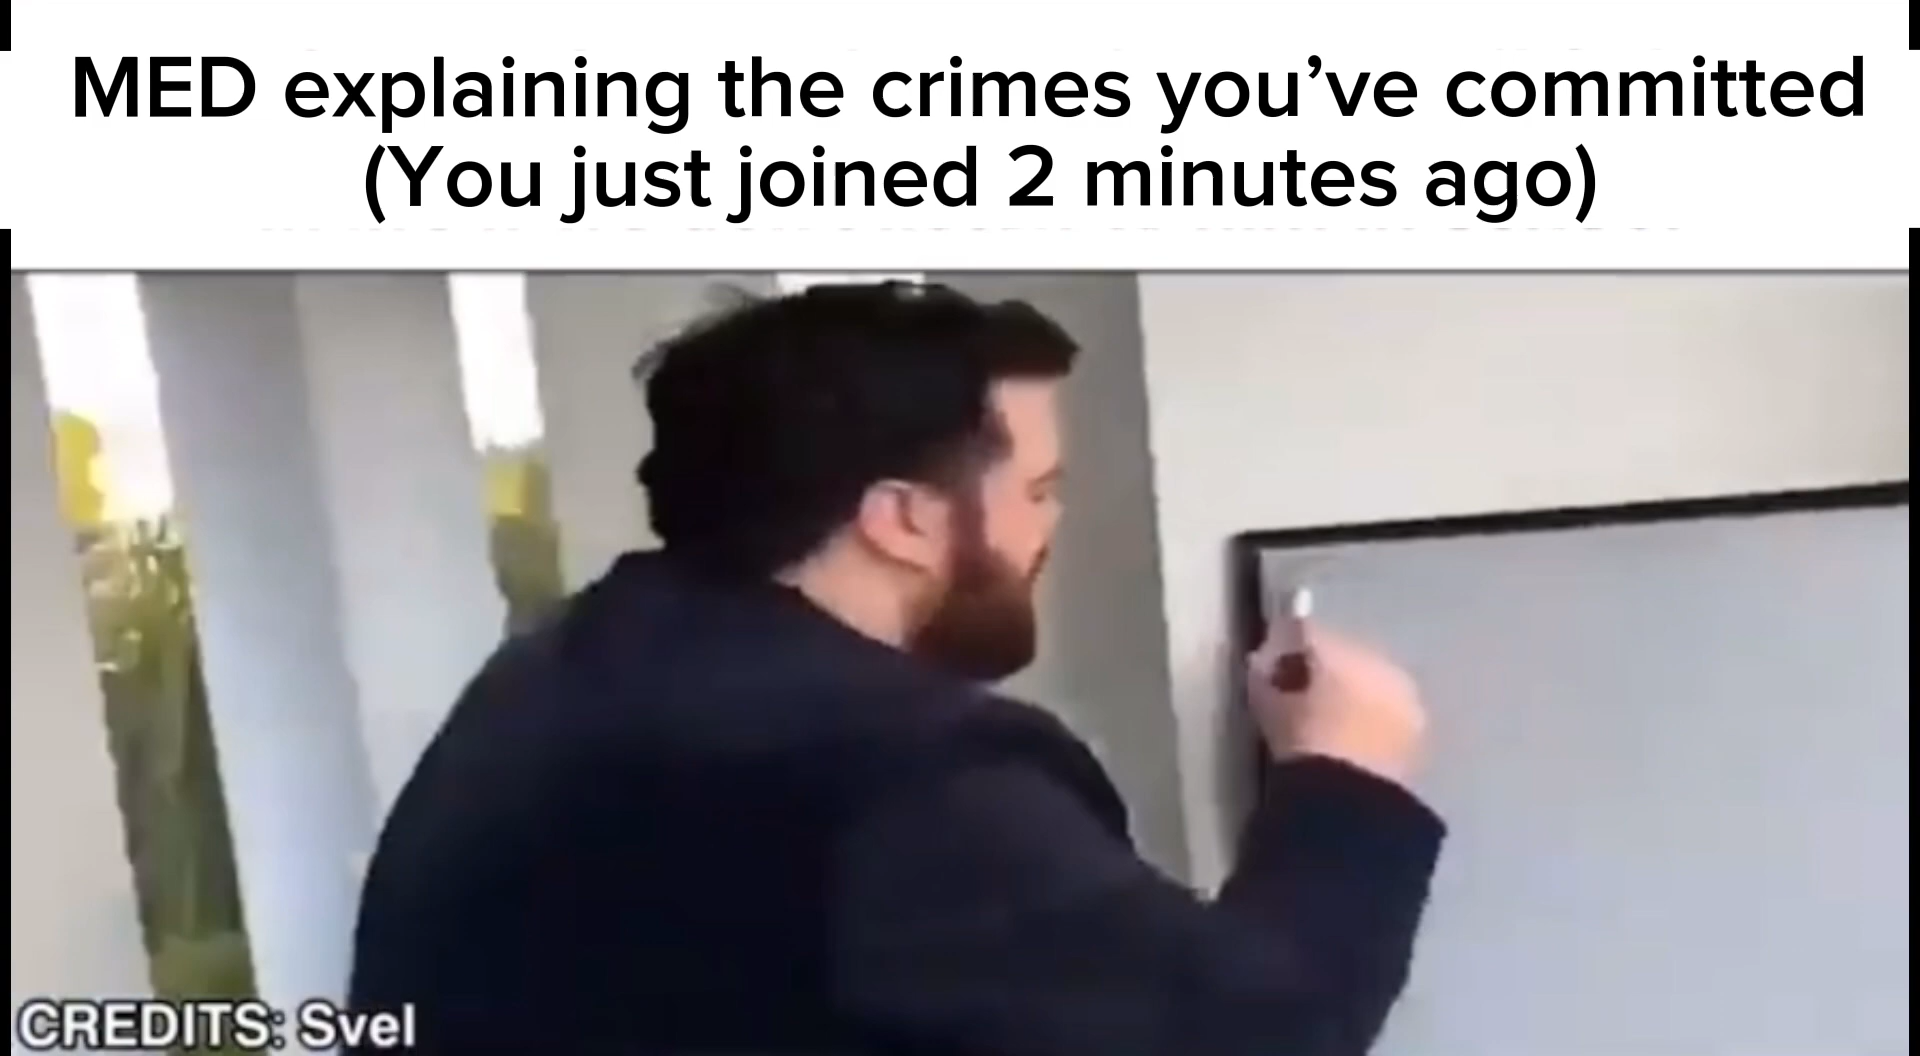 MED explaining the crimes you’ve committed
(You just joined 2 minutes ago)
CREDITS: Svel